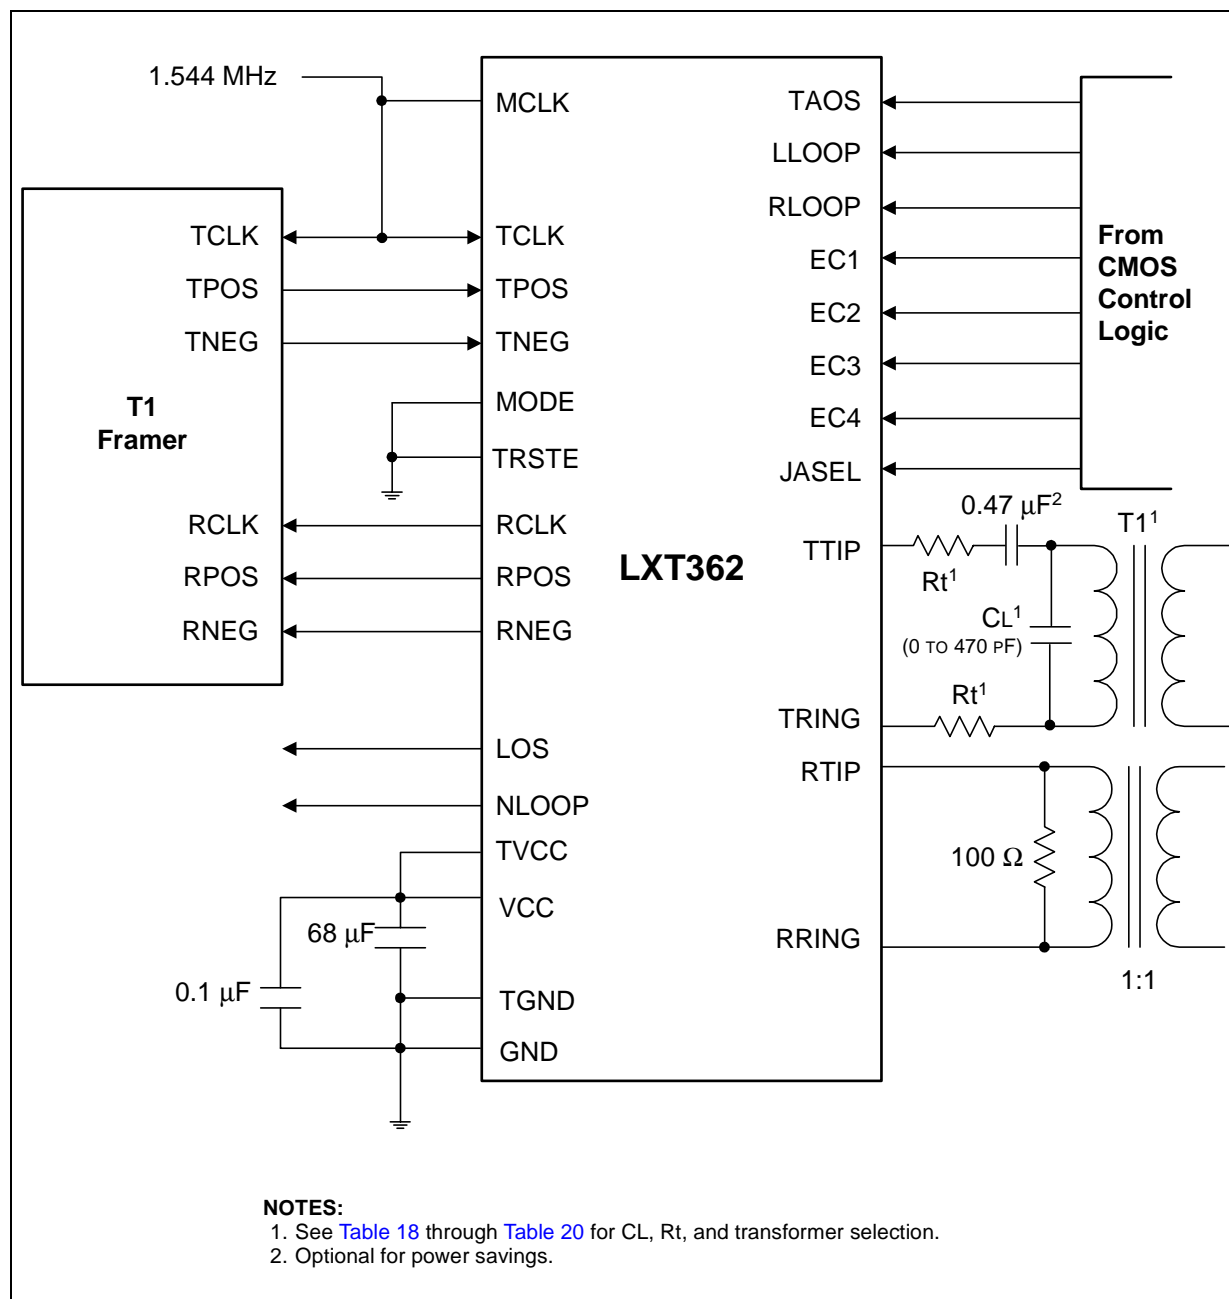 1.544 MHz
MCLK
TCLK
TPOS
TNEG
T1
Framer
RCLK
RPOS
RNEG
TCLK
TPOS
TNEG
MODE
TRSTE
RCLK
RPOS
RNEG
LOS
NLOOP
TVCC
VCC
68 μF
0.1 μF
TGND
GND
LXT362
TAOS
LLOOP
RLOOP
EC1
EC2
EC3
EC4
JASEL
From
CMOS
Control
Logic
TTIP
0.47 μF²
T1¹
Rt¹
CL¹
(0 TO 470 PF)
Rt¹
TRING
RTIP
100 Ω
RRING
1:1
NOTES:
1. See Table 18 through Table 20 for CL, Rt, and transformer selection.
2. Optional for power savings.